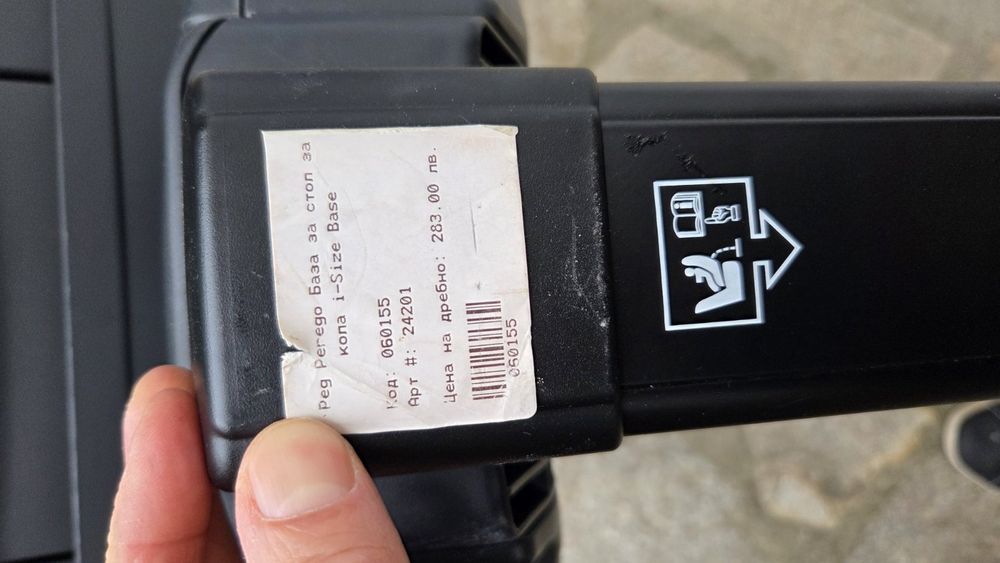 Peg Perego База за стол за
кола i-Size Base
Код: 060155
Арт #: 24201
Цена на дребно: 283.00 лв.
060155